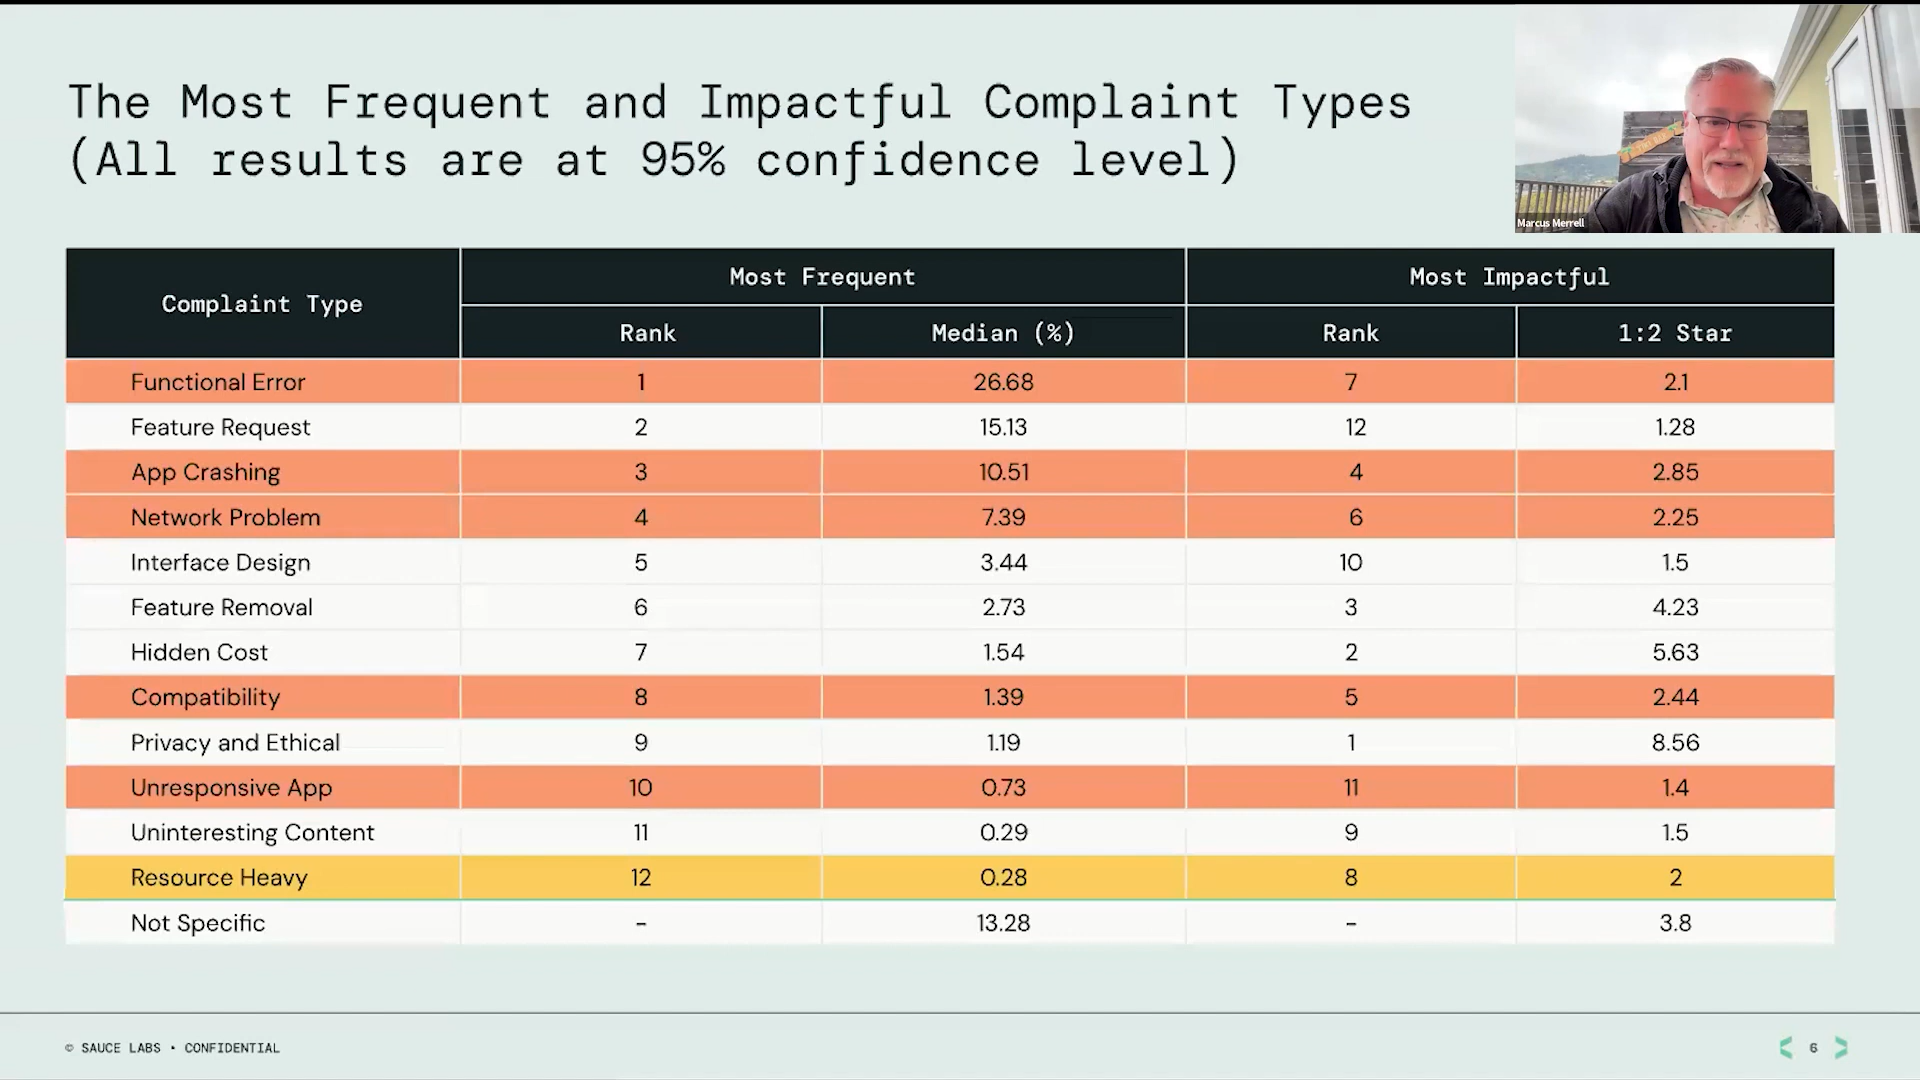 The Most Frequent and Impactful Complaint Types
(All results are at 95% confidence level)
Marcus Merrell
Complaint Type
Most Frequent
Most Impactful
Rank
Median (%)
Rank
1:2 Star
Functional Error 1 26.68 7 2.1
Feature Request 2 15.13 12 1.28
App Crashing 3 10.51 4 2.85
Network Problem 4 7.39 6 2.25
Interface Design 5 3.44 10 1.5
Feature Removal 6 2.73 3 4.23
Hidden Cost 7 1.54 2 5.63
Compatibility 8 1.39 5 2.44
Privacy and Ethical 9 1.19 1 8.56
Unresponsive App 10 0.73 11 1.4
Uninteresting Content 11 0.29 9 1.5
Resource Heavy 12 0.28 8 2
Not Specific - 13.28 - 3.8
© SAUCE LABS • CONFIDENTIAL
< 6 >